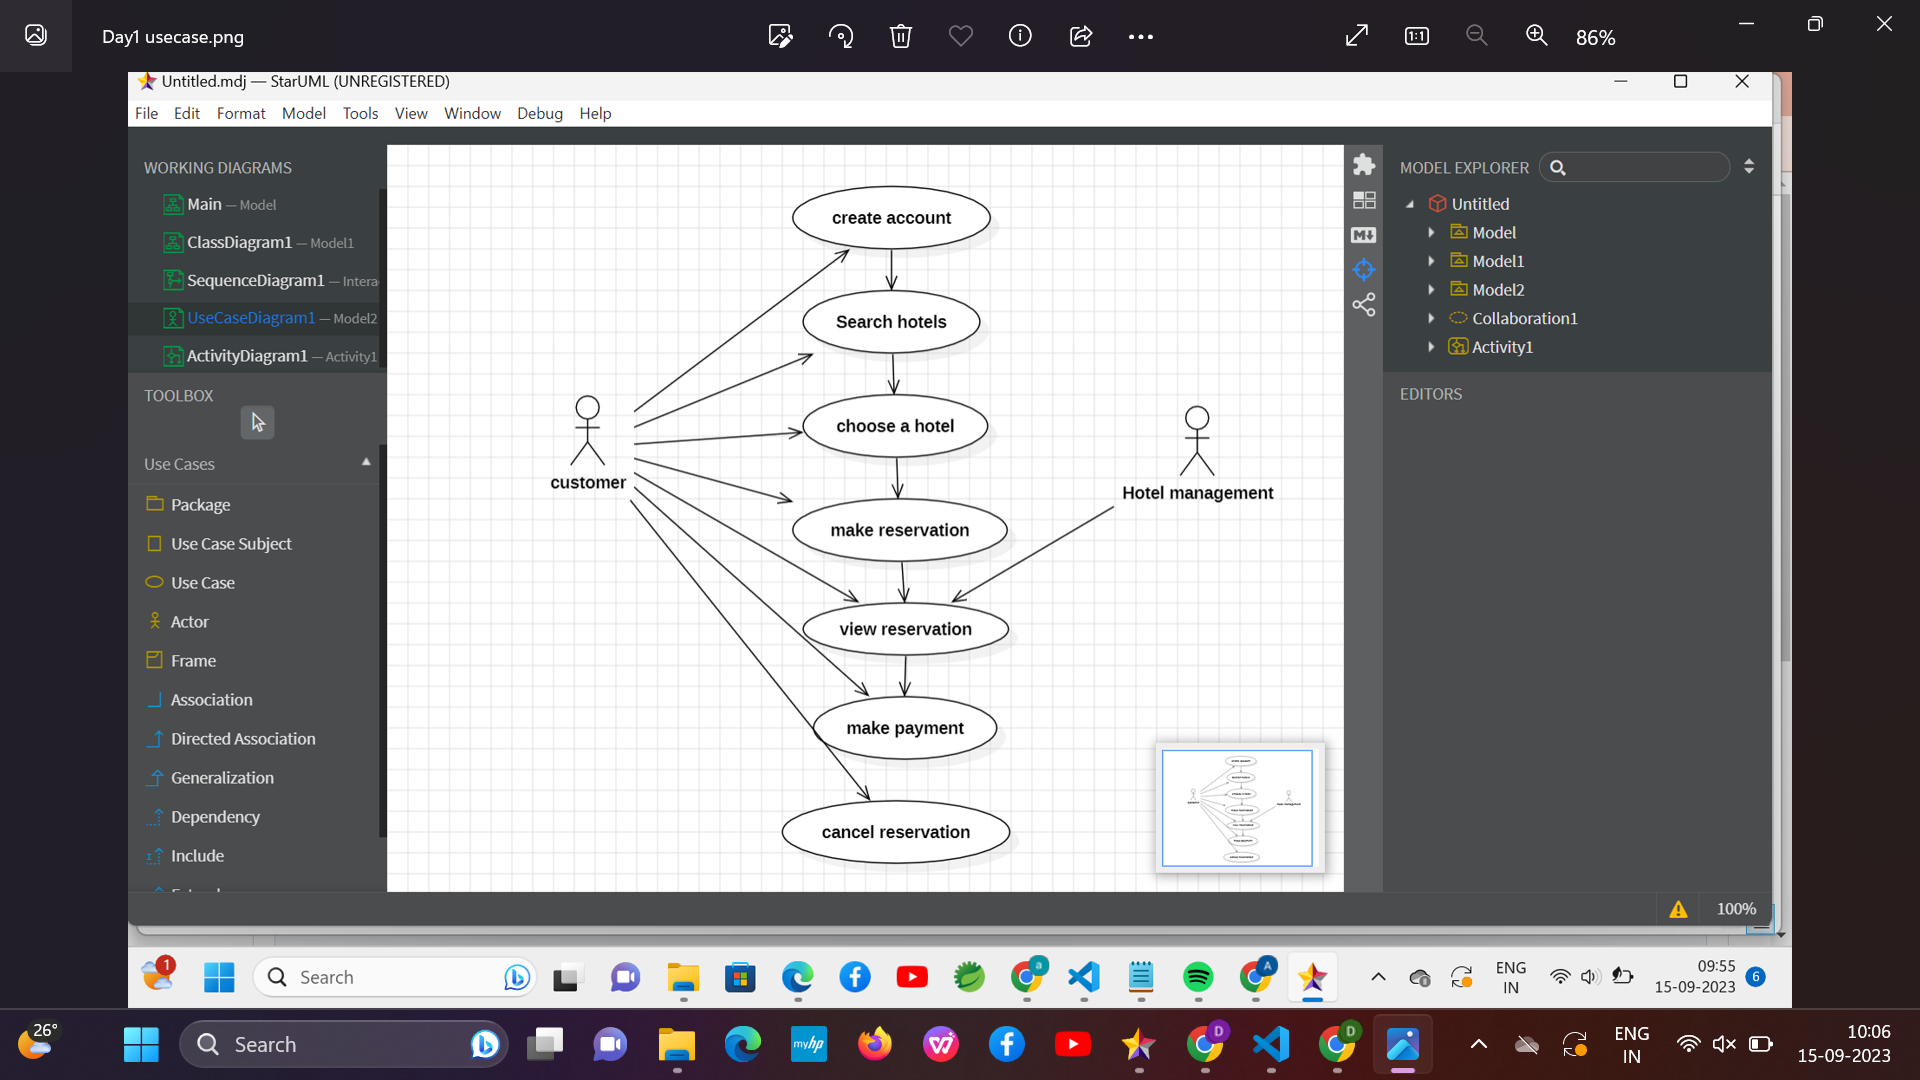 Day1 usecase.png
86%
Untitled.mdj — StarUML (UNREGISTERED)
File Edit Format Model Tools View Window Debug Help
WORKING DIAGRAMS
Main — Model
ClassDiagram1 — Model1
SequenceDiagram1 — Intera
UseCaseDiagram1 — Model2
ActivityDiagram1 — Activity1
TOOLBOX
Use Cases
Package
Use Case Subject
Use Case
Actor
Frame
Association
Directed Association
Generalization
Dependency
Include
create account
Search hotels
choose a hotel
make reservation
view reservation
make payment
cancel reservation
customer
Hotel management
MODEL EXPLORER
Untitled
Model
Model1
Model2
Collaboration1
Activity1
EDITORS
100%
1
Search
ENG
IN
09:55
15-09-2023
6
26°
Search
ENG
IN
10:06
15-09-2023